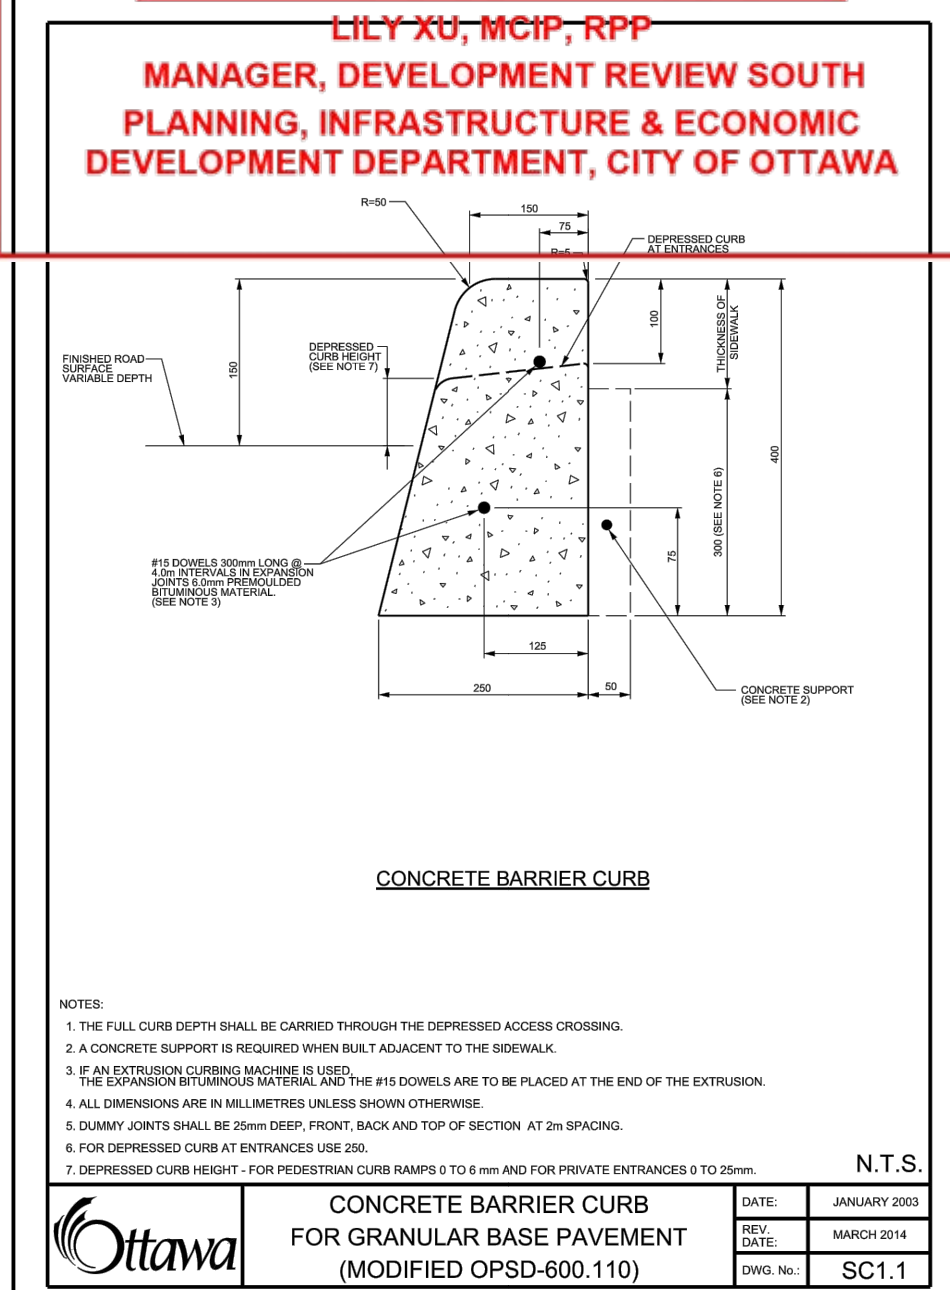 LILY XU, MCIP, RPP
MANAGER, DEVELOPMENT REVIEW SOUTH
PLANNING, INFRASTRUCTURE & ECONOMIC
DEVELOPMENT DEPARTMENT, CITY OF OTTAWA
R=50
150
75
R=5
DEPRESSED CURB
AT ENTRANCES
150
DEPRESSED
CURB HEIGHT
(SEE NOTE 7)
FINISHED ROAD
SURFACE
VARIABLE DEPTH
100
THICKNESS OF
SIDEWALK
400
300 (SEE NOTE 6)
75
#15 DOWELS 300mm LONG @
4.0m INTERVALS IN EXPANSION
JOINTS 6.0mm PREMOULDED
BITUMINOUS MATERIAL.
(SEE NOTE 3)
125
250
50
CONCRETE SUPPORT
(SEE NOTE 2)
CONCRETE BARRIER CURB
NOTES:
1. THE FULL CURB DEPTH SHALL BE CARRIED THROUGH THE DEPRESSED ACCESS CROSSING.
2. A CONCRETE SUPPORT IS REQUIRED WHEN BUILT ADJACENT TO THE SIDEWALK.
3. IF AN EXTRUSION CURBING MACHINE IS USED,
THE EXPANSION BITUMINOUS MATERIAL AND THE #15 DOWELS ARE TO BE PLACED AT THE END OF THE EXTRUSION.
4. ALL DIMENSIONS ARE IN MILLIMETRES UNLESS SHOWN OTHERWISE.
5. DUMMY JOINTS SHALL BE 25mm DEEP, FRONT, BACK AND TOP OF SECTION AT 2m SPACING.
6. FOR DEPRESSED CURB AT ENTRANCES USE 250.
7. DEPRESSED CURB HEIGHT - FOR PEDESTRIAN CURB RAMPS 0 TO 6 mm AND FOR PRIVATE ENTRANCES 0 TO 25mm.
N.T.S.
Ottawa
CONCRETE BARRIER CURB
FOR GRANULAR BASE PAVEMENT
(MODIFIED OPSD-600.110)
DATE: JANUARY 2003
REV.
DATE: MARCH 2014
DWG. No.: SC1.1